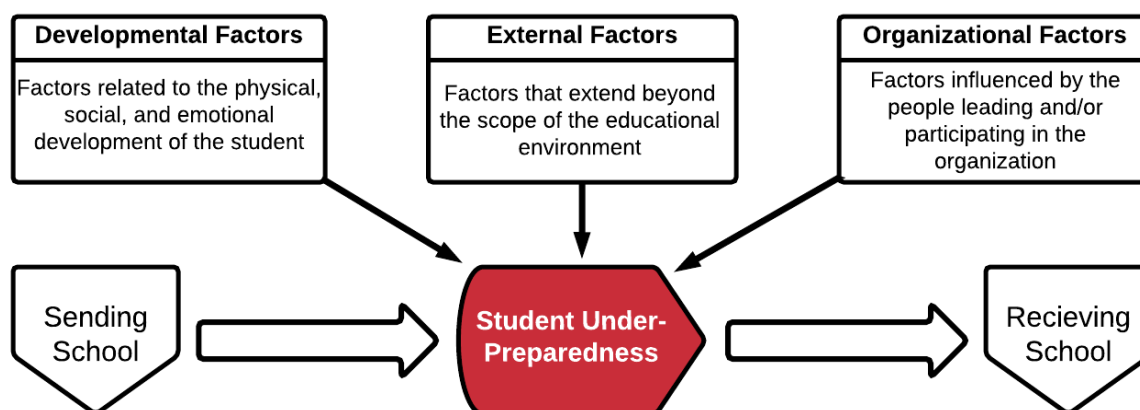 Developmental Factors
Factors related to the physical,
social, and emotional
development of the student
External Factors
Factors that extend beyond
the scope of the educational
environment
Organizational Factors
Factors influenced by the
people leading and/or
participating in the
organization
Sending
School
Student Under-
Preparedness
Recieving
School